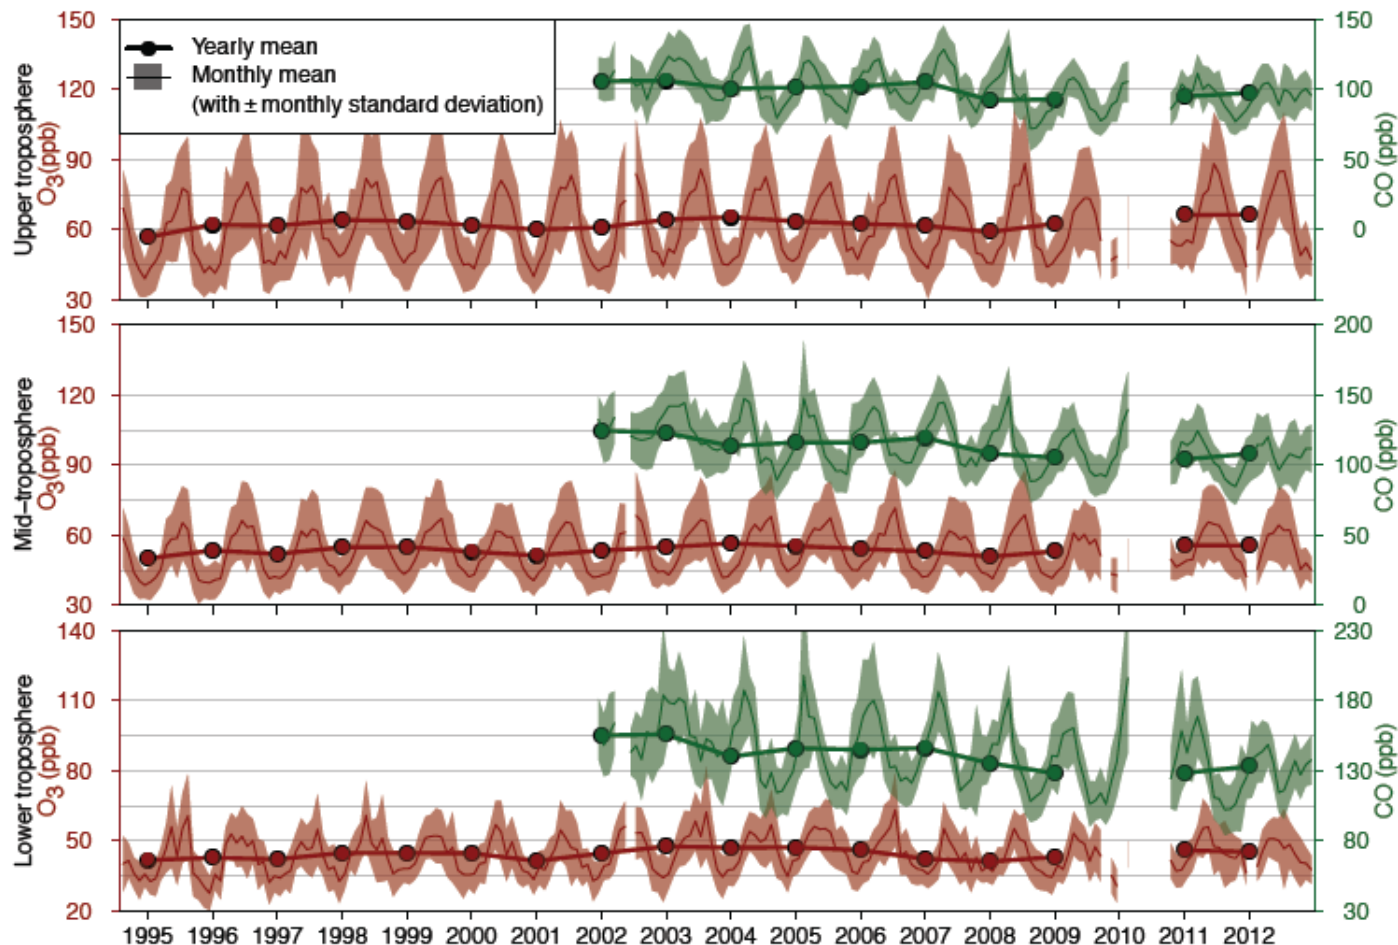 150
120
90
60
30
Upper troposphere
O3(ppb)
Yearly mean
Monthly mean
(with ± monthly standard deviation)
150
100
50
0
CO (ppb)
150
120
90
60
30
Mid-troposphere
O3(ppb)
200
150
100
50
0
CO (ppb)
140
110
80
50
20
Lower troposphere
O3 (ppb)
230
180
130
80
30
CO (ppb)
1995 1996 1997 1998 1999 2000 2001 2002 2003 2004 2005 2006 2007 2008 2009 2010 2011 2012